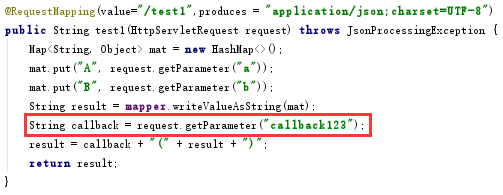 @RequestMapping(value="/test1",produces = "application/json;charset=UTF-8")
public String test1(HttpServletRequest request) throws JsonProcessingException {
Map<String, Object> mat = new HashMap<>();
mat.put("A", request.getParameter("a"));
mat.put("B", request.getParameter("b"));
String result = mapper.writeValueAsString(mat);
String callback = request.getParameter("callback123");
result = callback + "(" + result + ")";
return result;
}